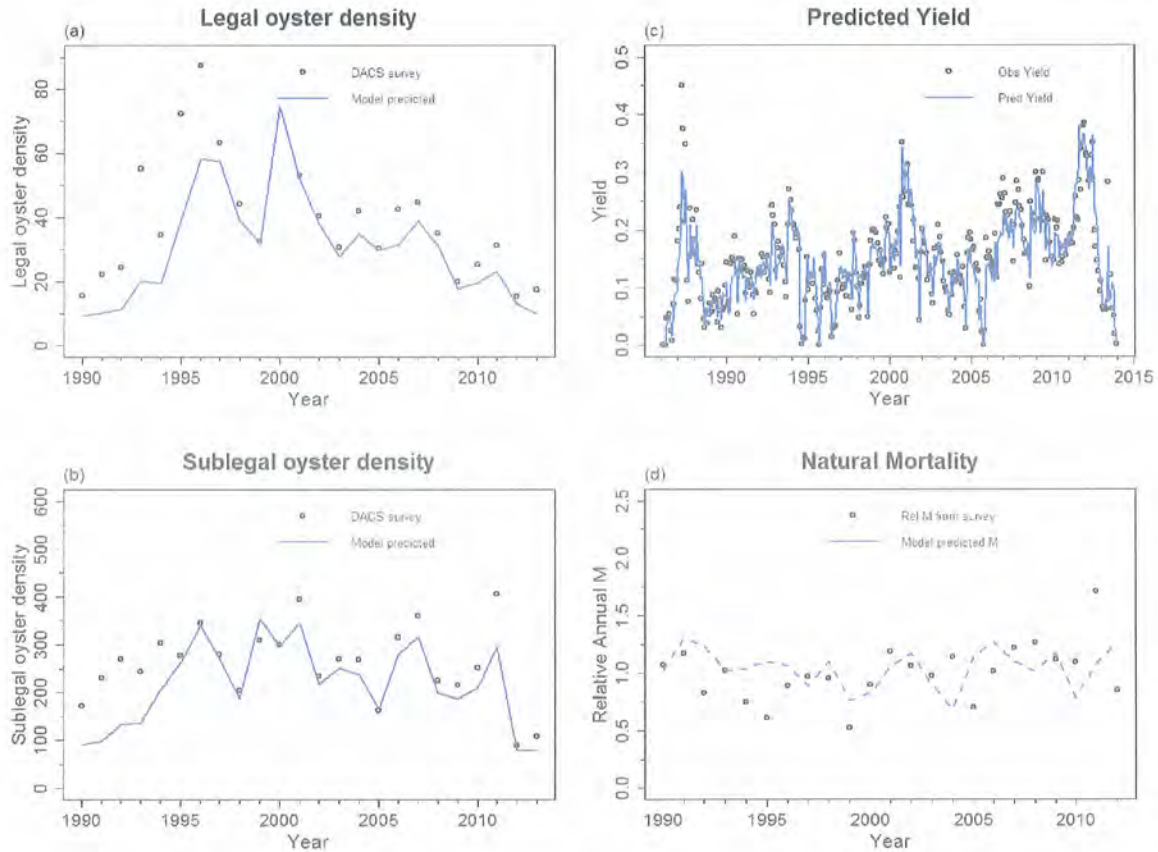 Legal oyster density
(a)
DACS survey
Model predicted
Legal oyster density
0 20 40 60 80
1990 1995 2000 2005 2010
Year
Predicted Yield
(c)
Obs Yield
Pred Yield
Yield
0.0 0.1 0.2 0.3 0.4 0.5
1990 1995 2000 2005 2010 2015
Year
Sublegal oyster density
(b)
DACS survey
Model predicted
Sublegal oyster density
0 100 200 300 400 500 600
1990 1995 2000 2005 2010
Year
Natural Mortality
(d)
Rel M from survey
Model predicted M
Relative Annual M
0.0 0.5 1.0 1.5 2.0 2.5
1990 1995 2000 2005 2010
Year